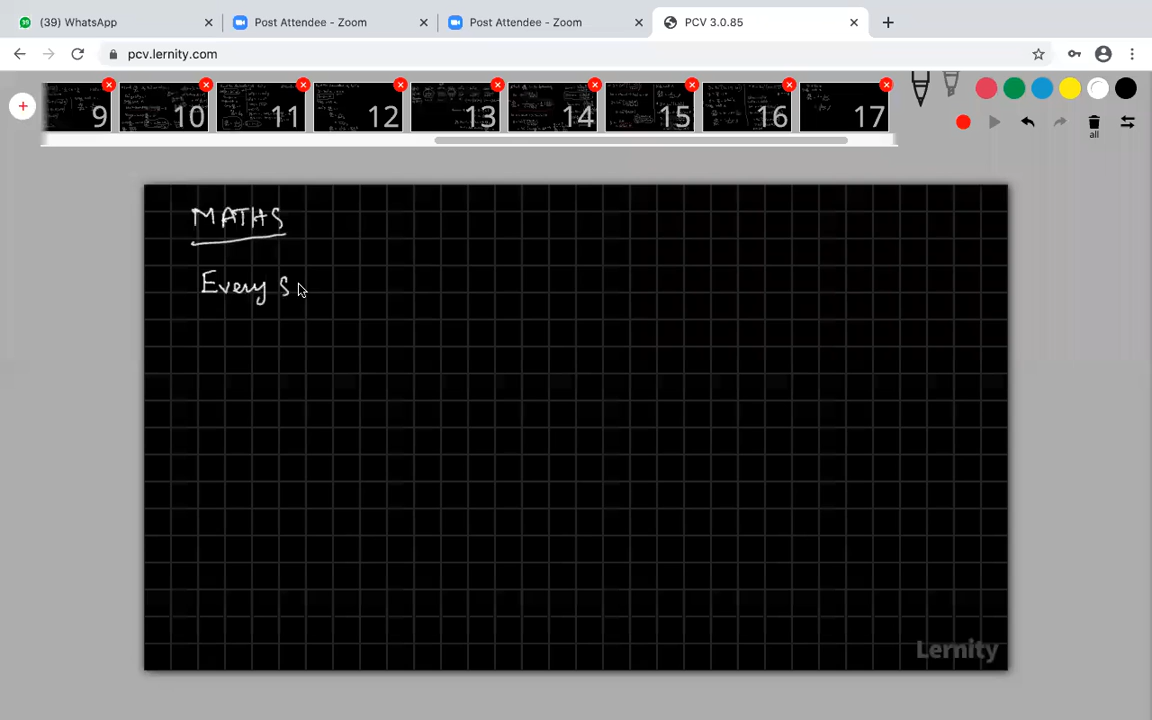 (39) WhatsApp
Post Attendee - Zoom
Post Attendee - Zoom
PCV 3.0.85
pcv.lernity.com
9
10
11
12
13
14
15
16
17
all
MATHS
Every S
Lernity